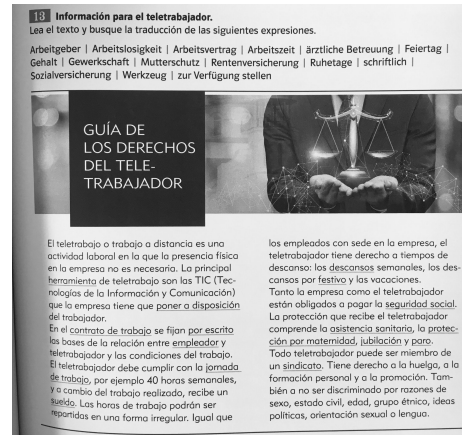 13 Información para el teletrabajador.
Lea el texto y busque la traducción de las siguientes expresiones.
Arbeitgeber | Arbeitslosigkeit | Arbeitsvertrag | Arbeitszeit | ärztliche Betreuung | Feiertag |
Gehalt | Gewerkschaft | Mutterschutz | Rentenversicherung | Ruhetage | schriftlich |
Sozialversicherung | Werkzeug | zur Verfügung stellen
GUÍA DE
LOS DERECHOS
DEL TELE-
TRABAJADOR
El teletrabajo o trabajo a distancia es una
actividad laboral en la que la presencia física
en la empresa no es necesaria. La principal
herramienta de teletrabajo son las TIC (Tec-
nologías de la Información y Comunicación)
que la empresa tiene que poner a disposición
del trabajador.
En el contrato de trabajo se fijan por escrito
las bases de la relación entre empleador y
teletrabajador y las condiciones del trabajo.
El teletrabajador debe cumplir con la jornada
de trabajo, por ejemplo 40 horas semanales,
y a cambio del trabajo realizado, recibe un
sueldo. Las horas de trabajo podrán ser
repartidas en una forma irregular. Igual que
los empleados con sede en la empresa, el
teletrabajador tiene derecho a tiempos de
descanso: los descansos semanales, los des-
cansos por festivo y las vacaciones.
Tanto la empresa como el teletrabajador
están obligados a pagar la seguridad social.
La protección que recibe el teletrabajador
comprende la asistencia sanitaria, la protec-
ción por maternidad, jubilación y paro.
Todo teletrabajador puede ser miembro de
un sindicato. Tiene derecho a la huelga, a la
formación personal y a la promoción. Tam-
bién a no ser discriminado por razones de
sexo, estado civil, edad, grupo étnico, ideas
políticas, orientación sexual o lengua.